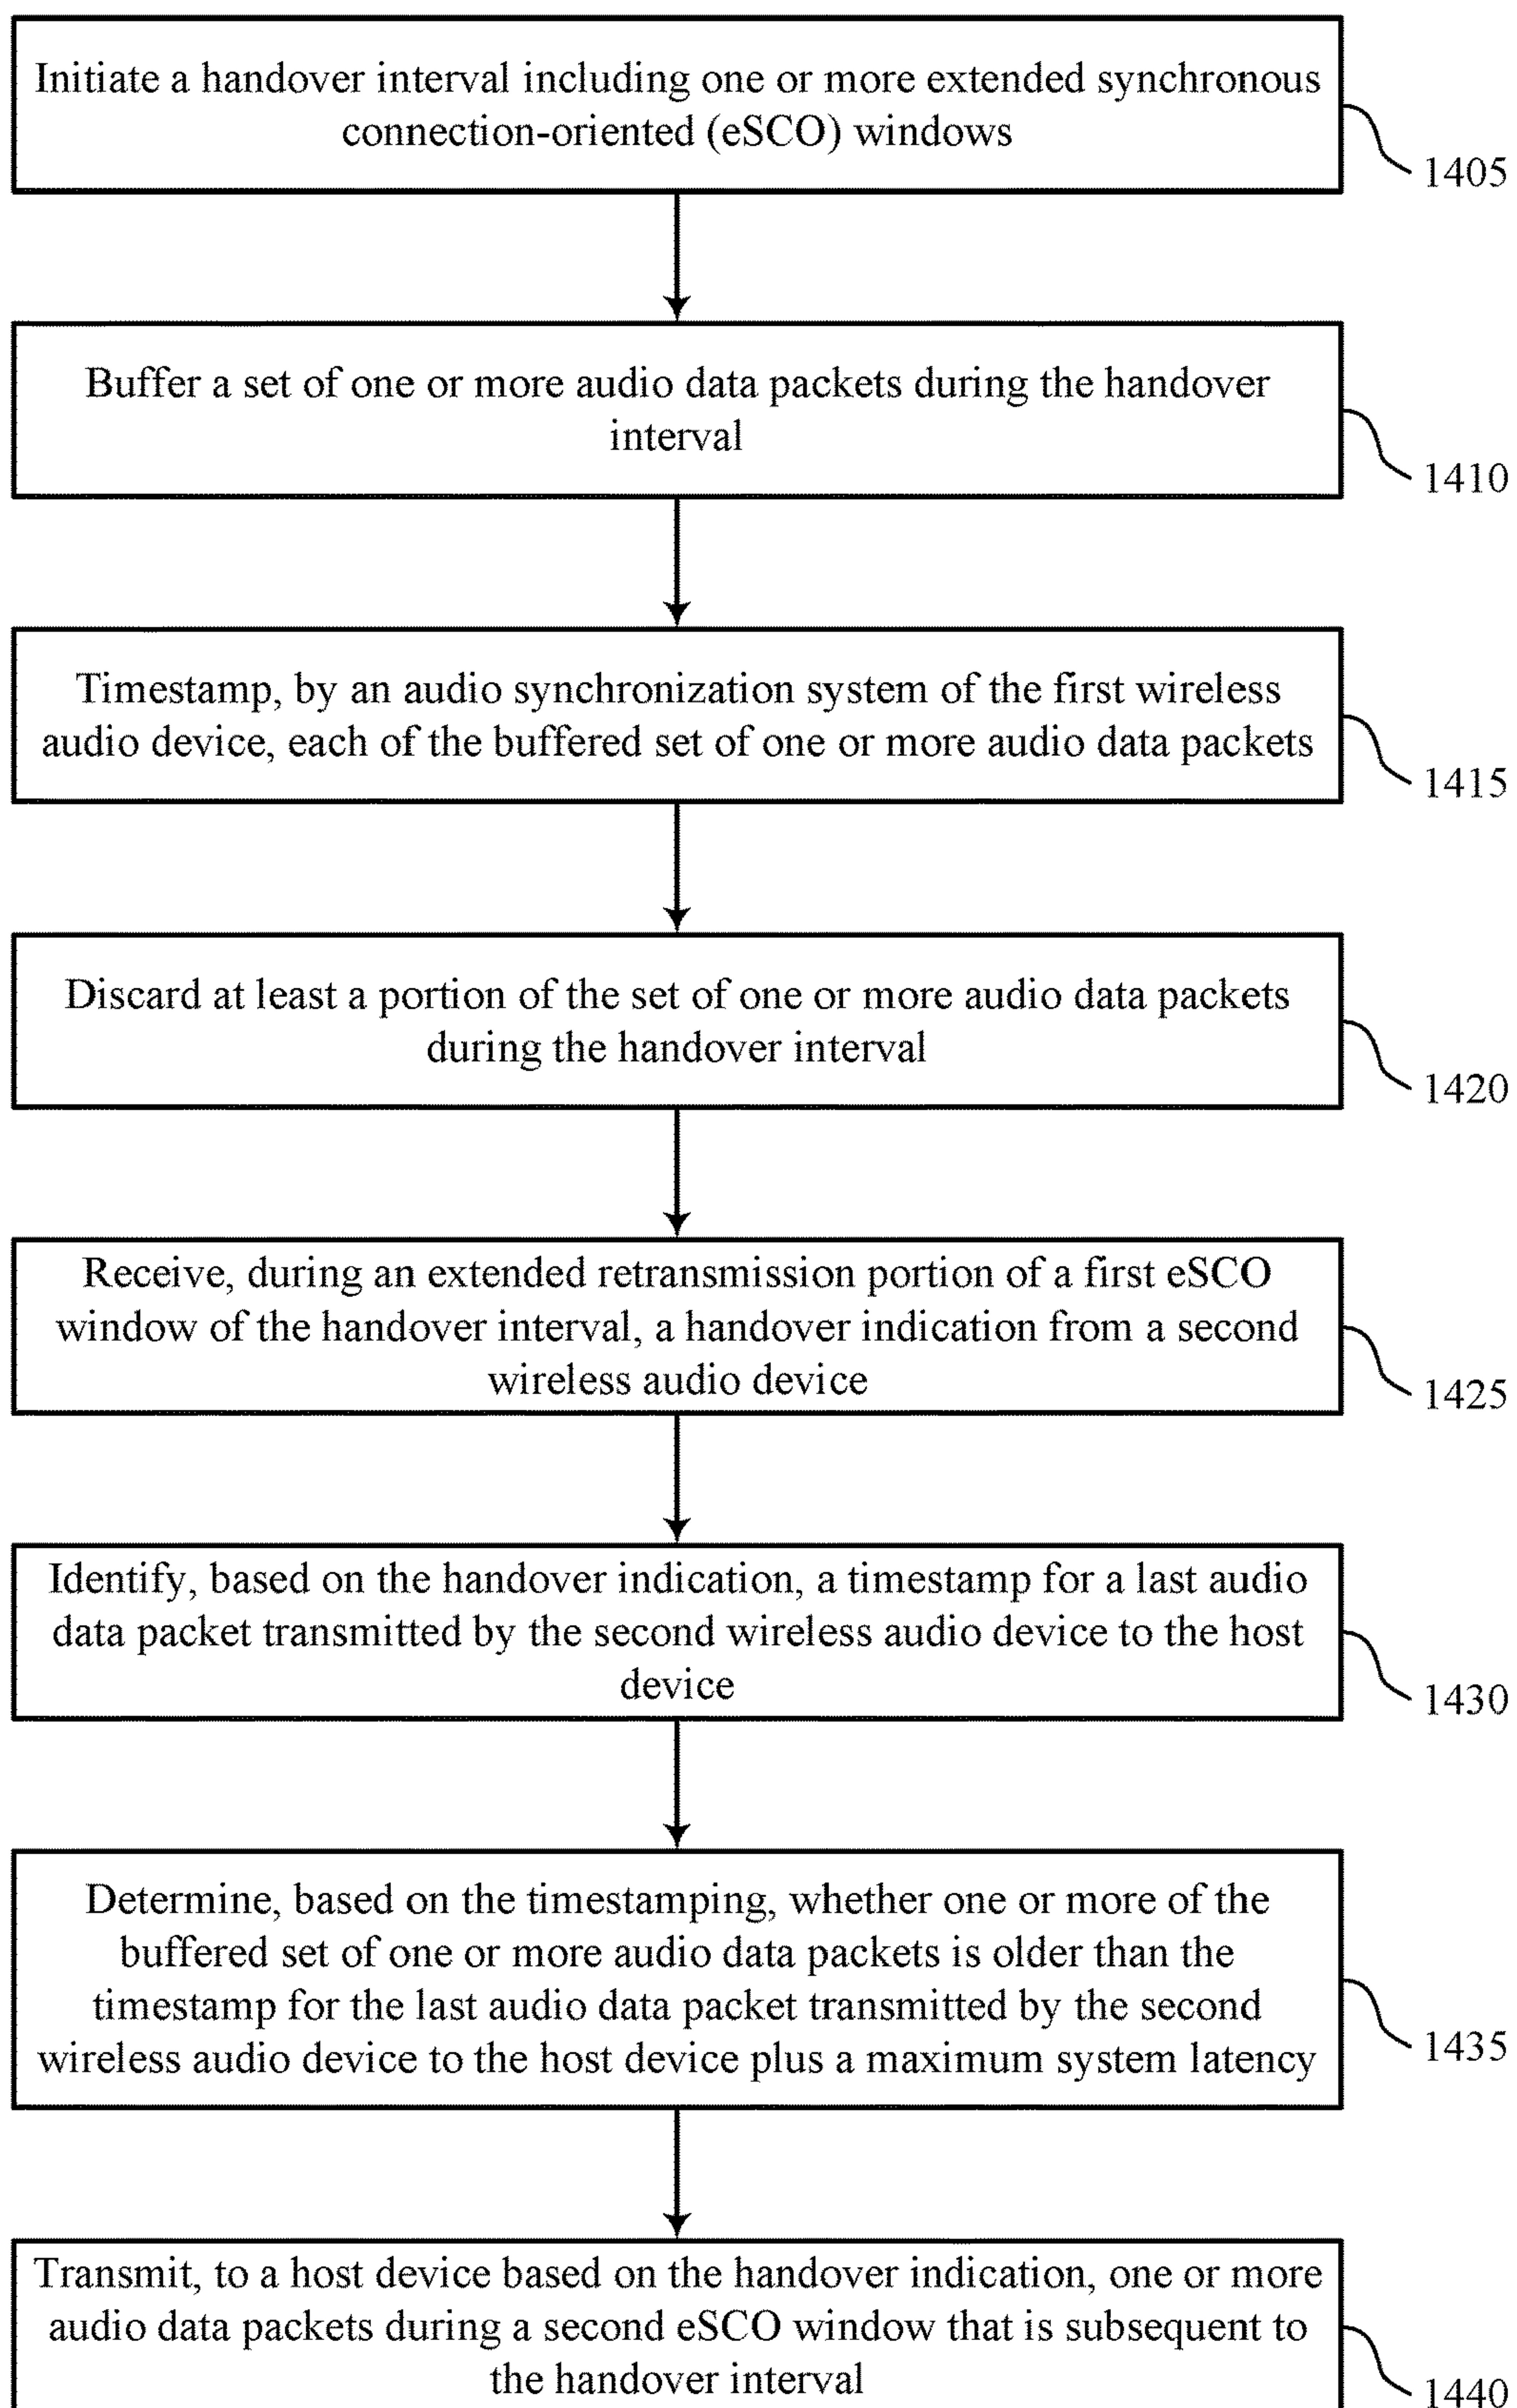 Initiate a handover interval including one or more extended synchronous
connection-oriented (eSCO) windows
1405
Buffer a set of one or more audio data packets during the handover
interval
1410
Timestamp, by an audio synchronization system of the first wireless
audio device, each of the buffered set of one or more audio data packets
1415
Discard at least a portion of the set of one or more audio data packets
during the handover interval
1420
Receive, during an extended retransmission portion of a first eSCO
window of the handover interval, a handover indication from a second
wireless audio device
1425
Identify, based on the handover indication, a timestamp for a last audio
data packet transmitted by the second wireless audio device to the host
device
1430
Determine, based on the timestamping, whether one or more of the
buffered set of one or more audio data packets is older than the
timestamp for the last audio data packet transmitted by the second
wireless audio device to the host device plus a maximum system latency
1435
Transmit, to a host device based on the handover indication, one or more
audio data packets during a second eSCO window that is subsequent to
the handover interval
1440